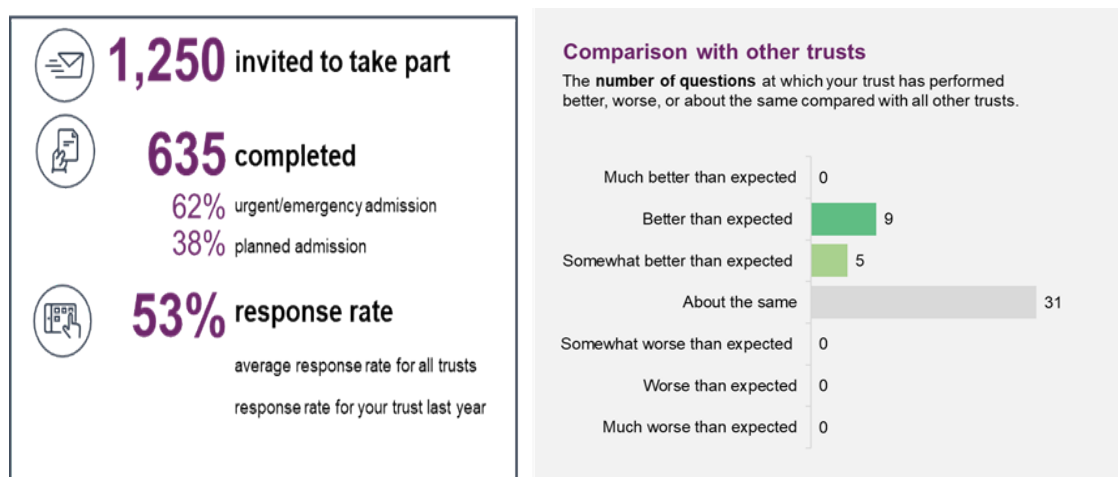 1,250 invited to take part
635 completed
62% urgent/emergency admission
38% planned admission
53% response rate
average response rate for all trusts
response rate for your trust last year
Comparison with other trusts
The number of questions at which your trust has performed
better, worse, or about the same compared with all other trusts.
Much better than expected 0
Better than expected 9
Somewhat better than expected 5
About the same 31
Somewhat worse than expected 0
Worse than expected 0
Much worse than expected 0